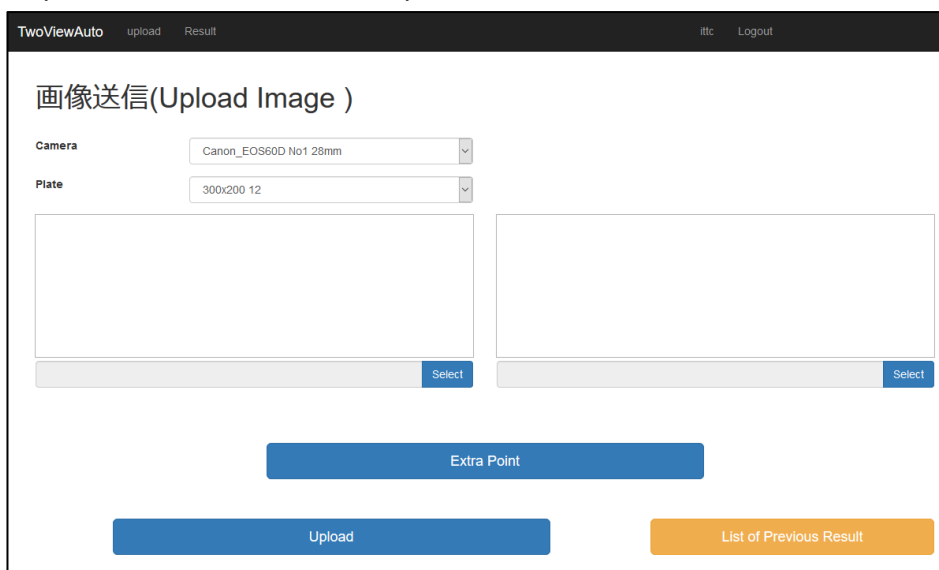 TwoViewAuto upload Result ittc Logout
画像送信(Upload Image )
Camera Canon_EOS60D No1 28mm
Plate 300x200 12
Select Select
Extra Point
Upload List of Previous Result